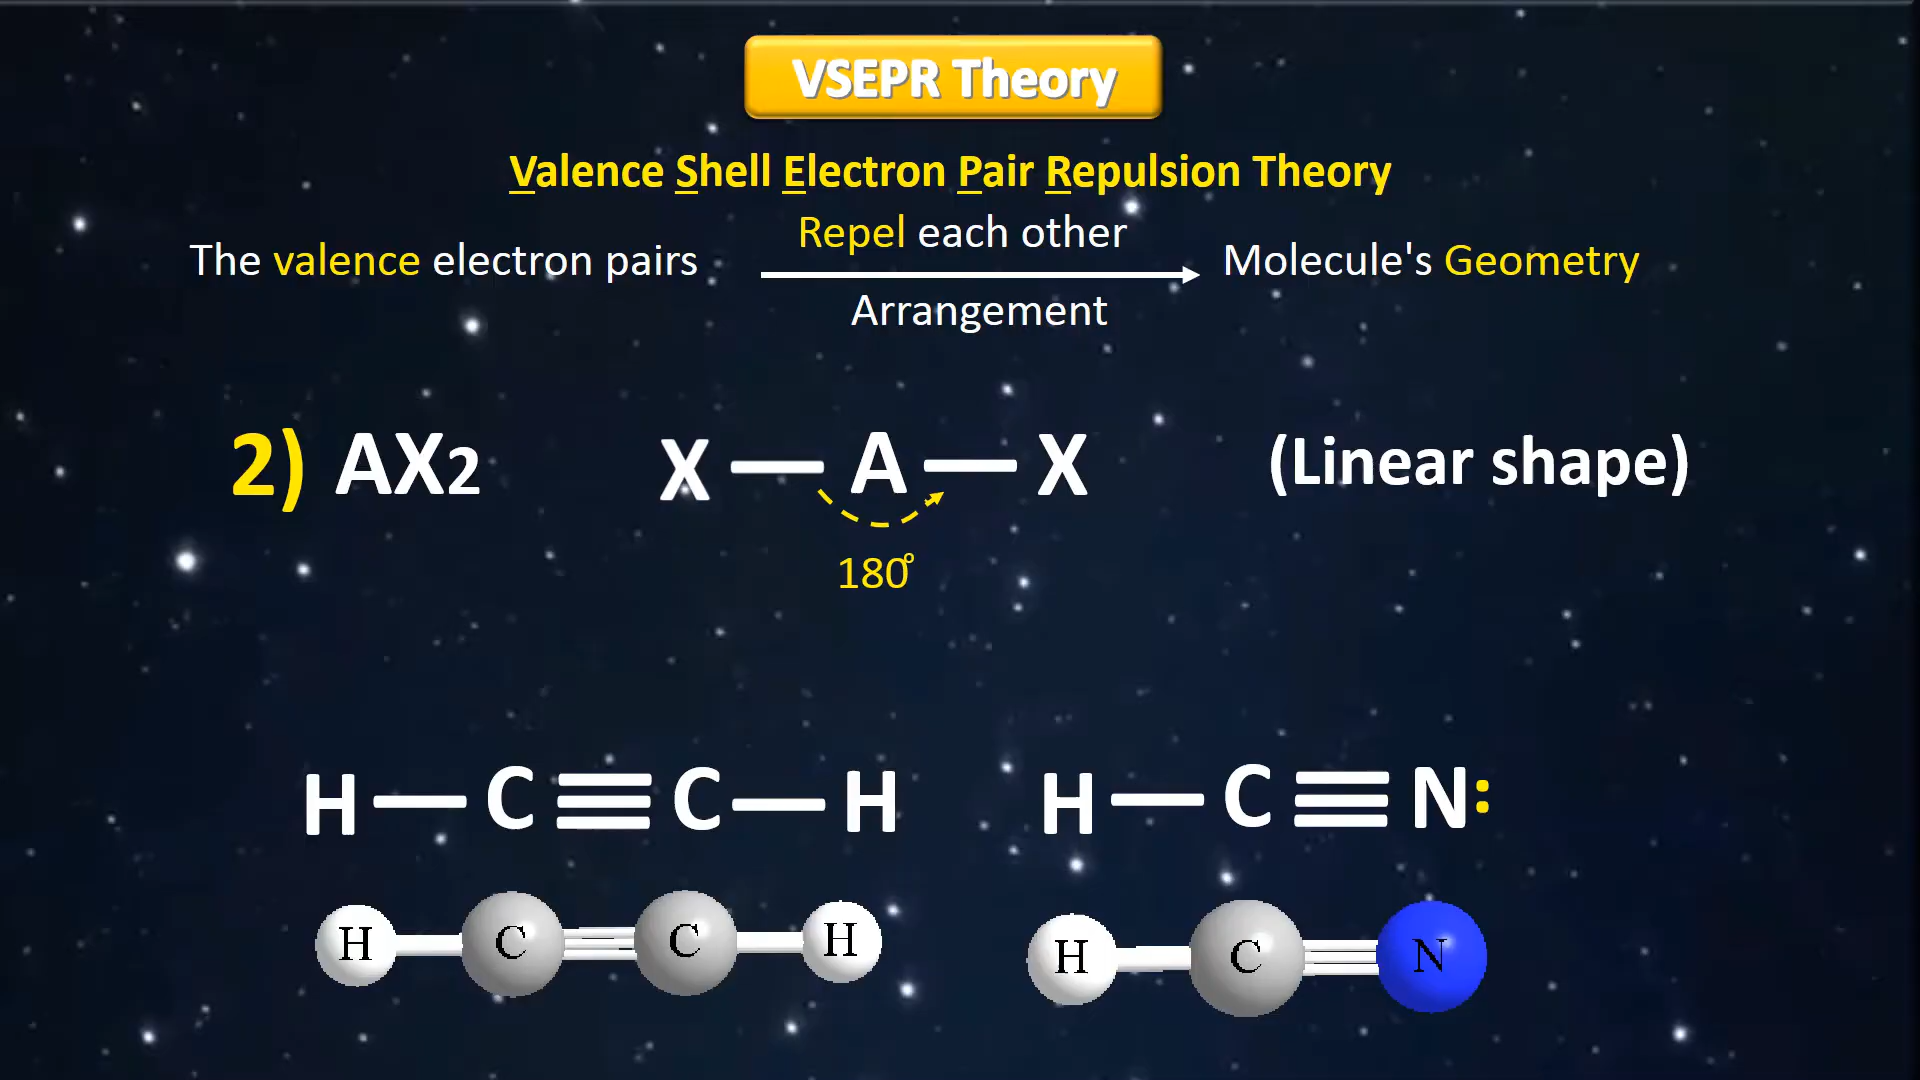 VSEPR Theory
Valence Shell Electron Pair Repulsion Theory
The valence electron pairs
Repel each other
Arrangement
Molecule's Geometry
2) AX2
X — A — X
180°
(Linear shape)
H — C ≡ C — H
H — C ≡ N:
H C C H
H C N